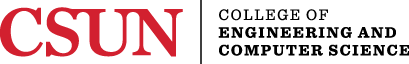 CSUN
COLLEGE OF
ENGINEERING AND
COMPUTER SCIENCE